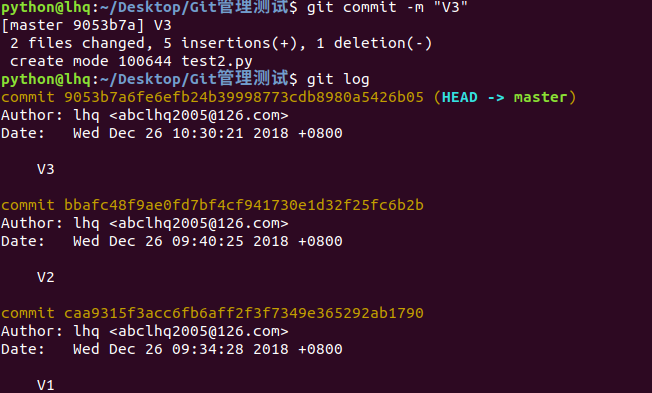 python@lhq:~/Desktop/Git管理测试$ git commit -m "V3"
[master 9053b7a] V3
 2 files changed, 5 insertions(+), 1 deletion(-)
 create mode 100644 test2.py
python@lhq:~/Desktop/Git管理测试$ git log
commit 9053b7a6fe6efb24b39998773cdb8980a5426b05 (HEAD -> master)
Author: lhq <abclhq2005@126.com>
Date:   Wed Dec 26 10:30:21 2018 +0800
    V3
commit bbafc48f9ae0fd7bf4cf941730e1d32f25fc6b2b
Author: lhq <abclhq2005@126.com>
Date:   Wed Dec 26 09:40:25 2018 +0800
    V2
commit caa9315f3acc6fb6aff2f3f7349e365292ab1790
Author: lhq <abclhq2005@126.com>
Date:   Wed Dec 26 09:34:28 2018 +0800
    V1